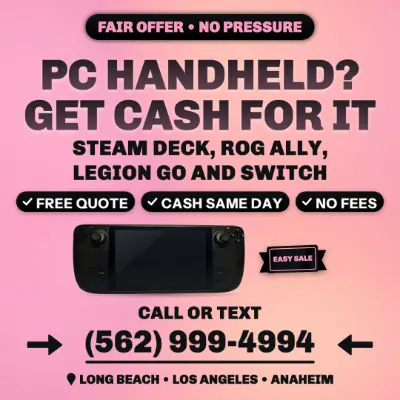 FAIR OFFER • NO PRESSURE
PC HANDHELD?
GET CASH FOR IT
STEAM DECK, ROG ALLY,
LEGION GO AND SWITCH
✓ FREE QUOTE ✓ CASH SAME DAY ✓ NO FEES
EASY SALE
CALL OR TEXT
→ (562) 999-4994 ←
LONG BEACH • LOS ANGELES • ANAHEIM